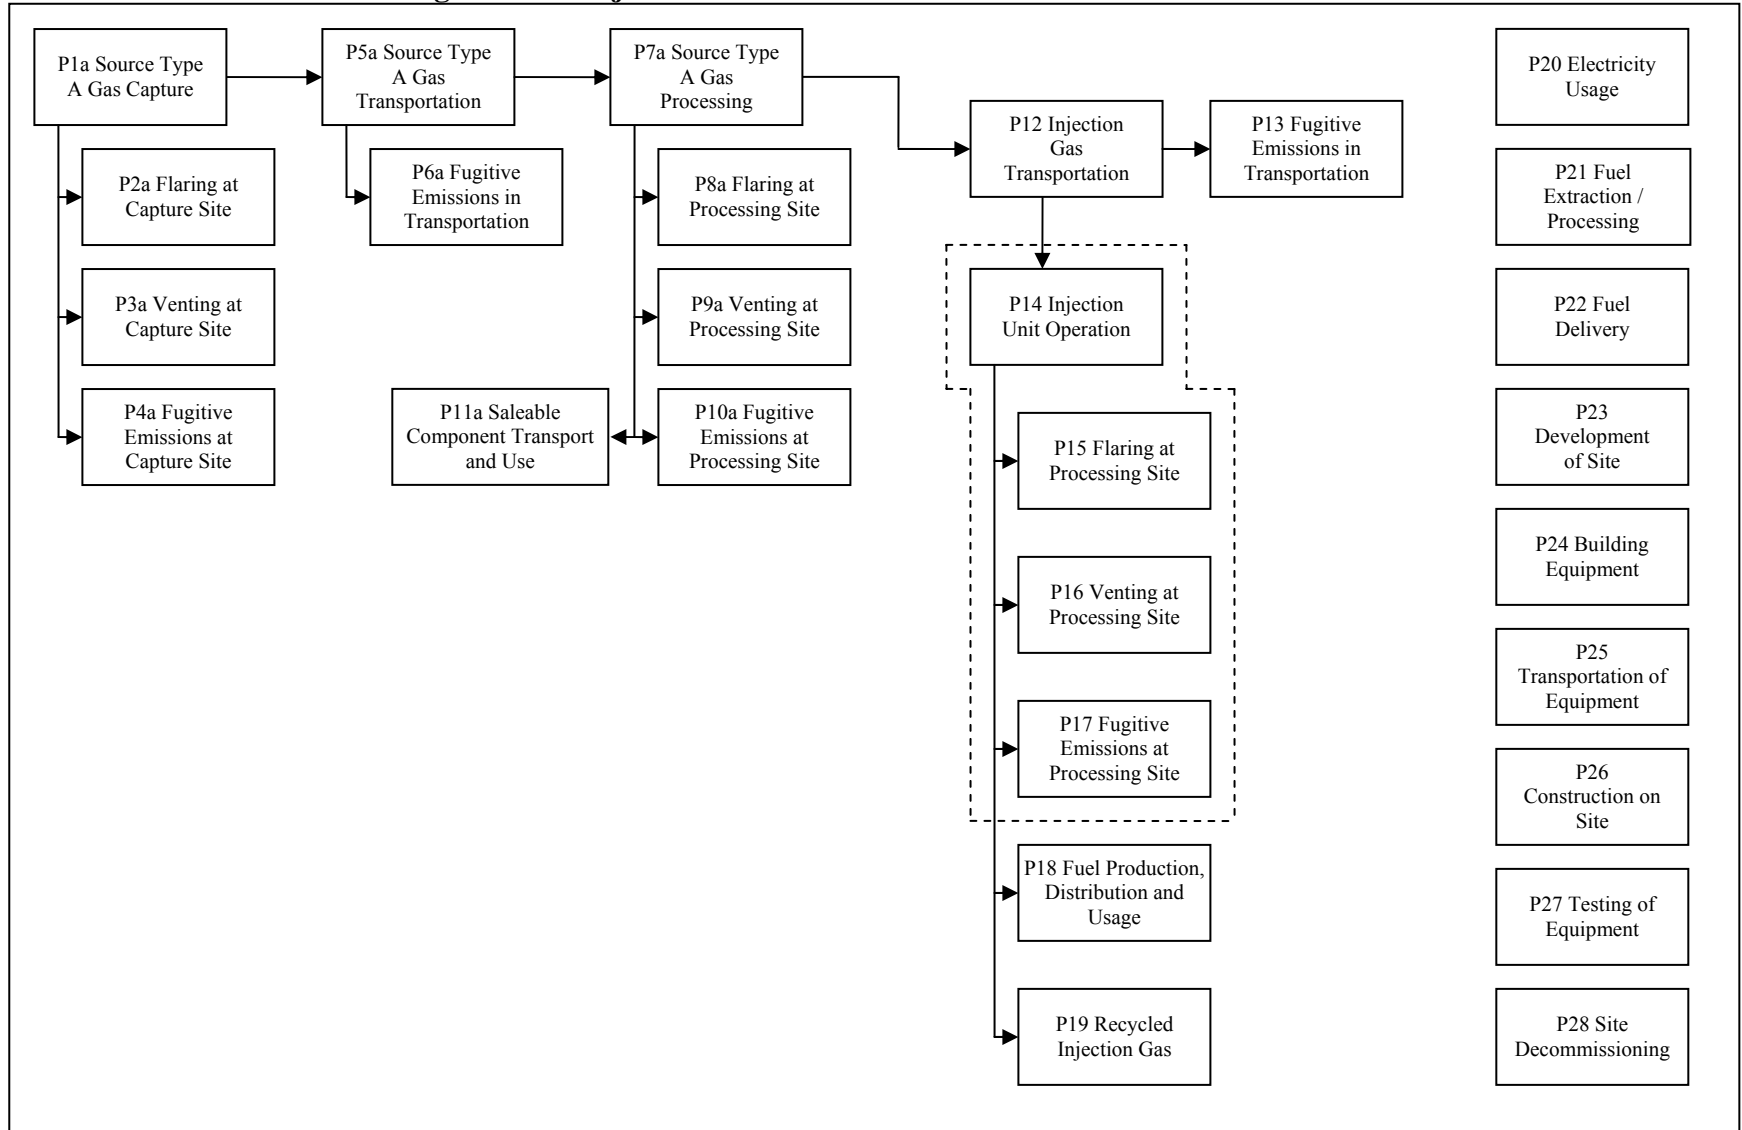 P1a Source Type
A Gas Capture
P5a Source Type
A Gas
Transportation
P7a Source Type
A Gas
Processing
P20 Electricity
Usage
P12 Injection
Gas
Transportation
P13 Fugitive
Emissions in
Transportation
P2a Flaring at
Capture Site
P6a Fugitive
Emissions in
Transportation
P8a Flaring at
Processing Site
P21 Fuel
Extraction /
Processing
P3a Venting at
Capture Site
P9a Venting at
Processing Site
P14 Injection
Unit Operation
P22 Fuel
Delivery
P4a Fugitive
Emissions at
Capture Site
P11a Saleable
Component Transport
and Use
P10a Fugitive
Emissions at
Processing Site
P15 Flaring at
Processing Site
P23
Development
of Site
P16 Venting at
Processing Site
P24 Building
Equipment
P17 Fugitive
Emissions at
Processing Site
P25
Transportation of
Equipment
P26
Construction on
Site
P18 Fuel Production,
Distribution and
Usage
P27 Testing of
Equipment
P19 Recycled
Injection Gas
P28 Site
Decommissioning